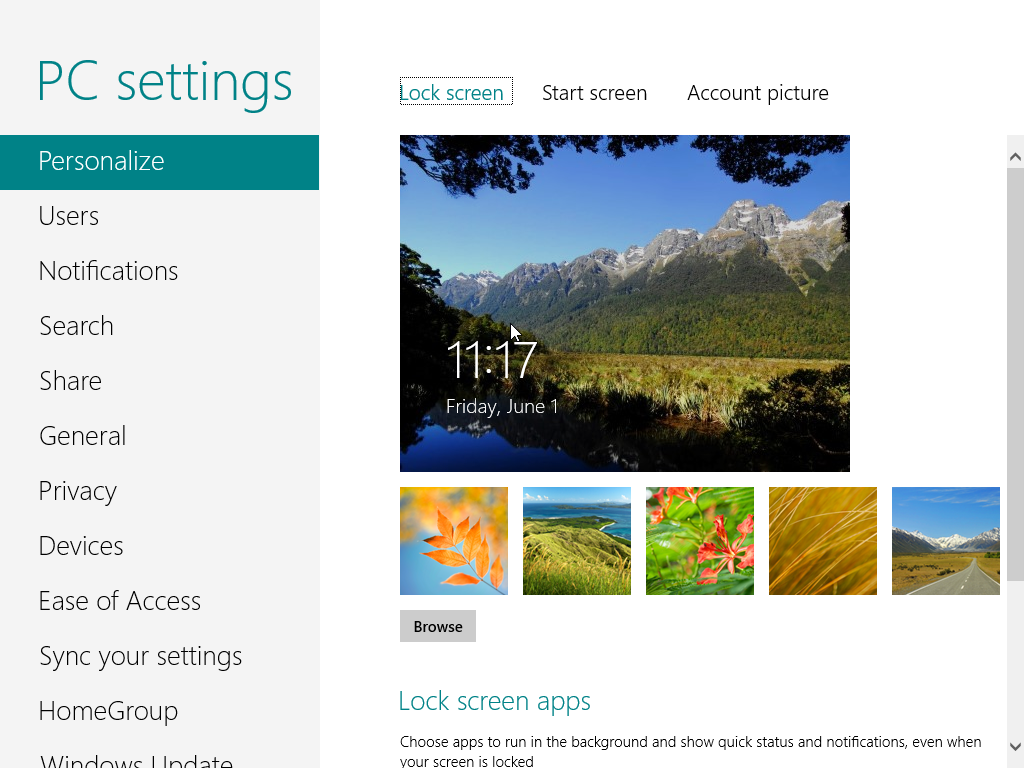 PC settings
Personalize
Users
Notifications
Search
Share
General
Privacy
Devices
Ease of Access
Sync your settings
HomeGroup
Windows Update
Lock screen
Start screen
Account picture
11:17
Friday, June 1
Browse
Lock screen apps
Choose apps to run in the background and show quick status and notifications, even when
your screen is locked